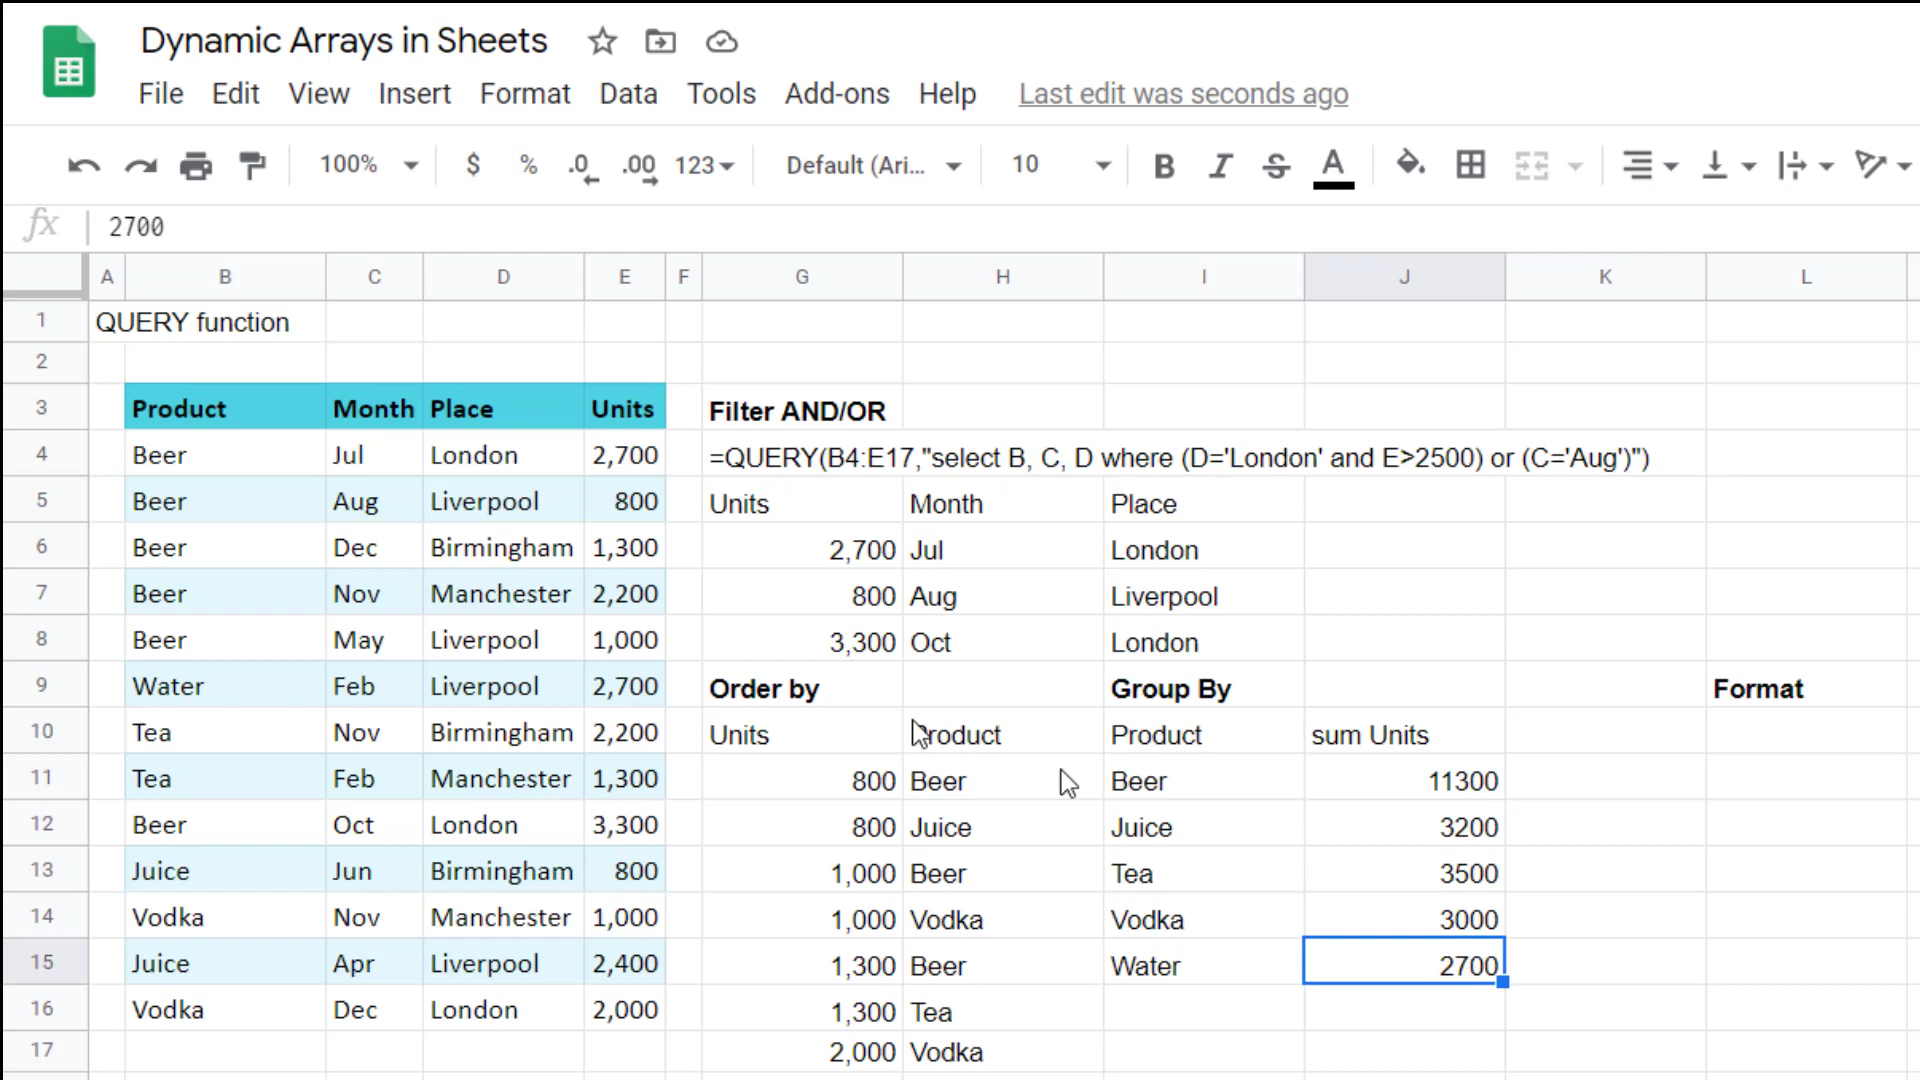 Dynamic Arrays in Sheets
File Edit View Insert Format Data Tools Add-ons Help Last edit was seconds ago
100% $ % .0 .00 123 Default (Ari... 10 B I S A
fx 2700
A B C D E F G H I J K L
1 QUERY function
2
3 Product Month Place Units Filter AND/OR
4 Beer Jul London 2,700 =QUERY(B4:E17,"select B, C, D where (D='London' and E>2500) or (C='Aug')")
5 Beer Aug Liverpool 800 Units Month Place
6 Beer Dec Birmingham 1,300 2,700 Jul London
7 Beer Nov Manchester 2,200 800 Aug Liverpool
8 Beer May Liverpool 1,000 3,300 Oct London
9 Water Feb Liverpool 2,700 Order by Group By Format
10 Tea Nov Birmingham 2,200 Units Product Product sum Units
11 Tea Feb Manchester 1,300 800 Beer Beer 11300
12 Beer Oct London 3,300 800 Juice Juice 3200
13 Juice Jun Birmingham 800 1,000 Beer Tea 3500
14 Vodka Nov Manchester 1,000 1,000 Vodka Vodka 3000
15 Juice Apr Liverpool 2,400 1,300 Beer Water 2700
16 Vodka Dec London 2,000 1,300 Tea
17 2,000 Vodka